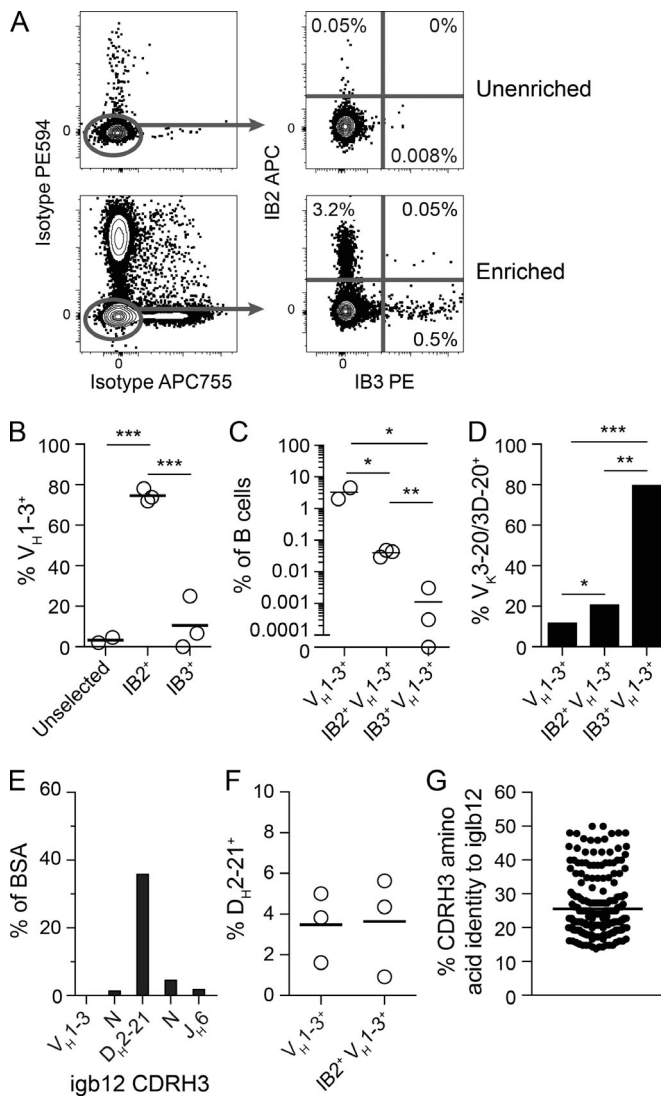 A
Isotype PE594
0
0
0
Isotype APC755
IB2 APC
0.05%
0%
0
0.008%
Unenriched
3.2%
0.05%
0
0.5%
Enriched
0
IB3 PE
B
% VH1-3+
100
80
60
40
20
0
***
***
Unselected
IB2+
IB3+
C
% of B cells
100
10
1
0.1
0.01
0.001
0.0001
0
*
*
**
VH1-3+
IB2+ VH1-3+
IB3+ VH1-3+
D
% VK3-20/3D-20+
100
80
60
40
20
0
***
**
*
VH1-3+
IB2+ VH1-3+
IB3+ VH1-3+
E
% of BSA
60
40
20
0
VH1-3
N
DH2-21
N
JH6
igb12 CDRH3
F
% DH2-21+
10
8
6
4
2
0
VH1-3+
IB2+ VH1-3+
G
% CDRH3 amino
acid identity to iglb12
60
50
40
30
20
10
0